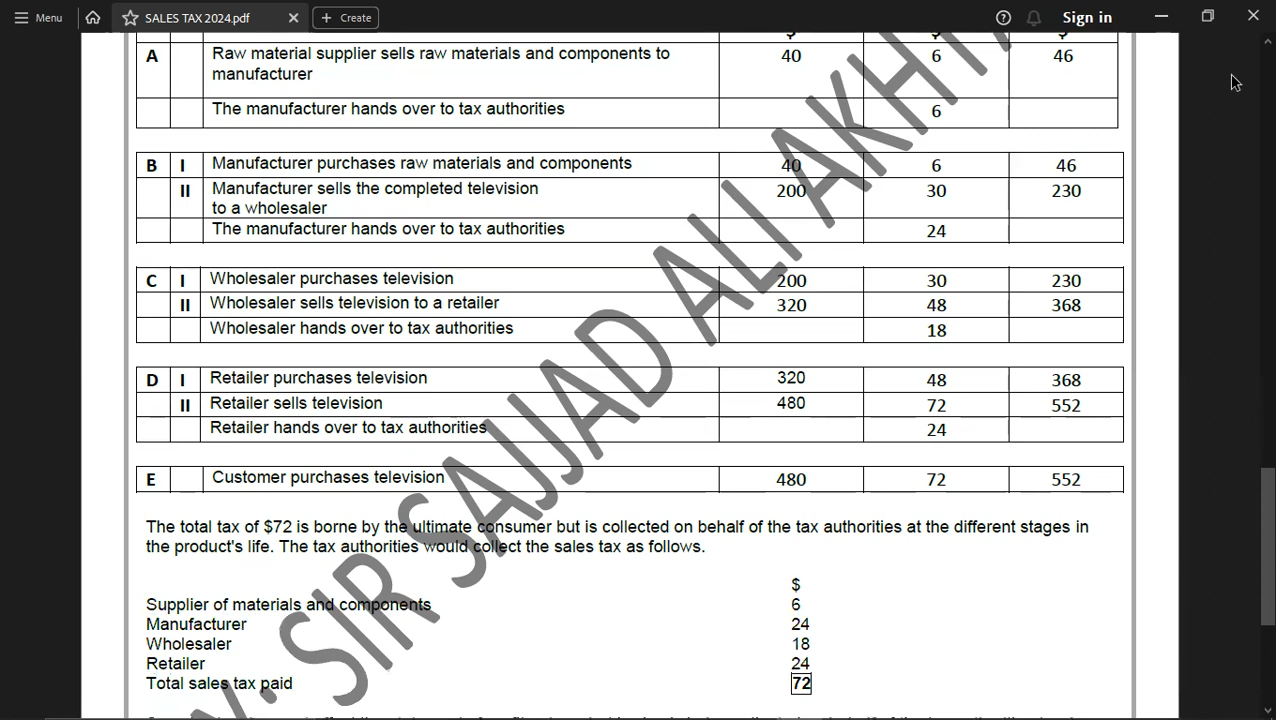 Menu
SALES TAX 2024.pdf
Create
Sign in
$ $ $
A Raw material supplier sells raw materials and components to 40 6 46
manufacturer
The manufacturer hands over to tax authorities 6
B I Manufacturer purchases raw materials and components 40 6 46
II Manufacturer sells the completed television 200 30 230
to a wholesaler
The manufacturer hands over to tax authorities 24
C I Wholesaler purchases television 200 30 230
II Wholesaler sells television to a retailer 320 48 368
Wholesaler hands over to tax authorities 18
D I Retailer purchases television 320 48 368
II Retailer sells television 480 72 552
Retailer hands over to tax authorities 24
E Customer purchases television 480 72 552
The total tax of $72 is borne by the ultimate consumer but is collected on behalf of the tax authorities at the different stages in
the product's life. The tax authorities would collect the sales tax as follows.
$
Supplier of materials and components 6
Manufacturer 24
Wholesaler 18
Retailer 24
Total sales tax paid 72
SIR SAJJAD ALI AKHT